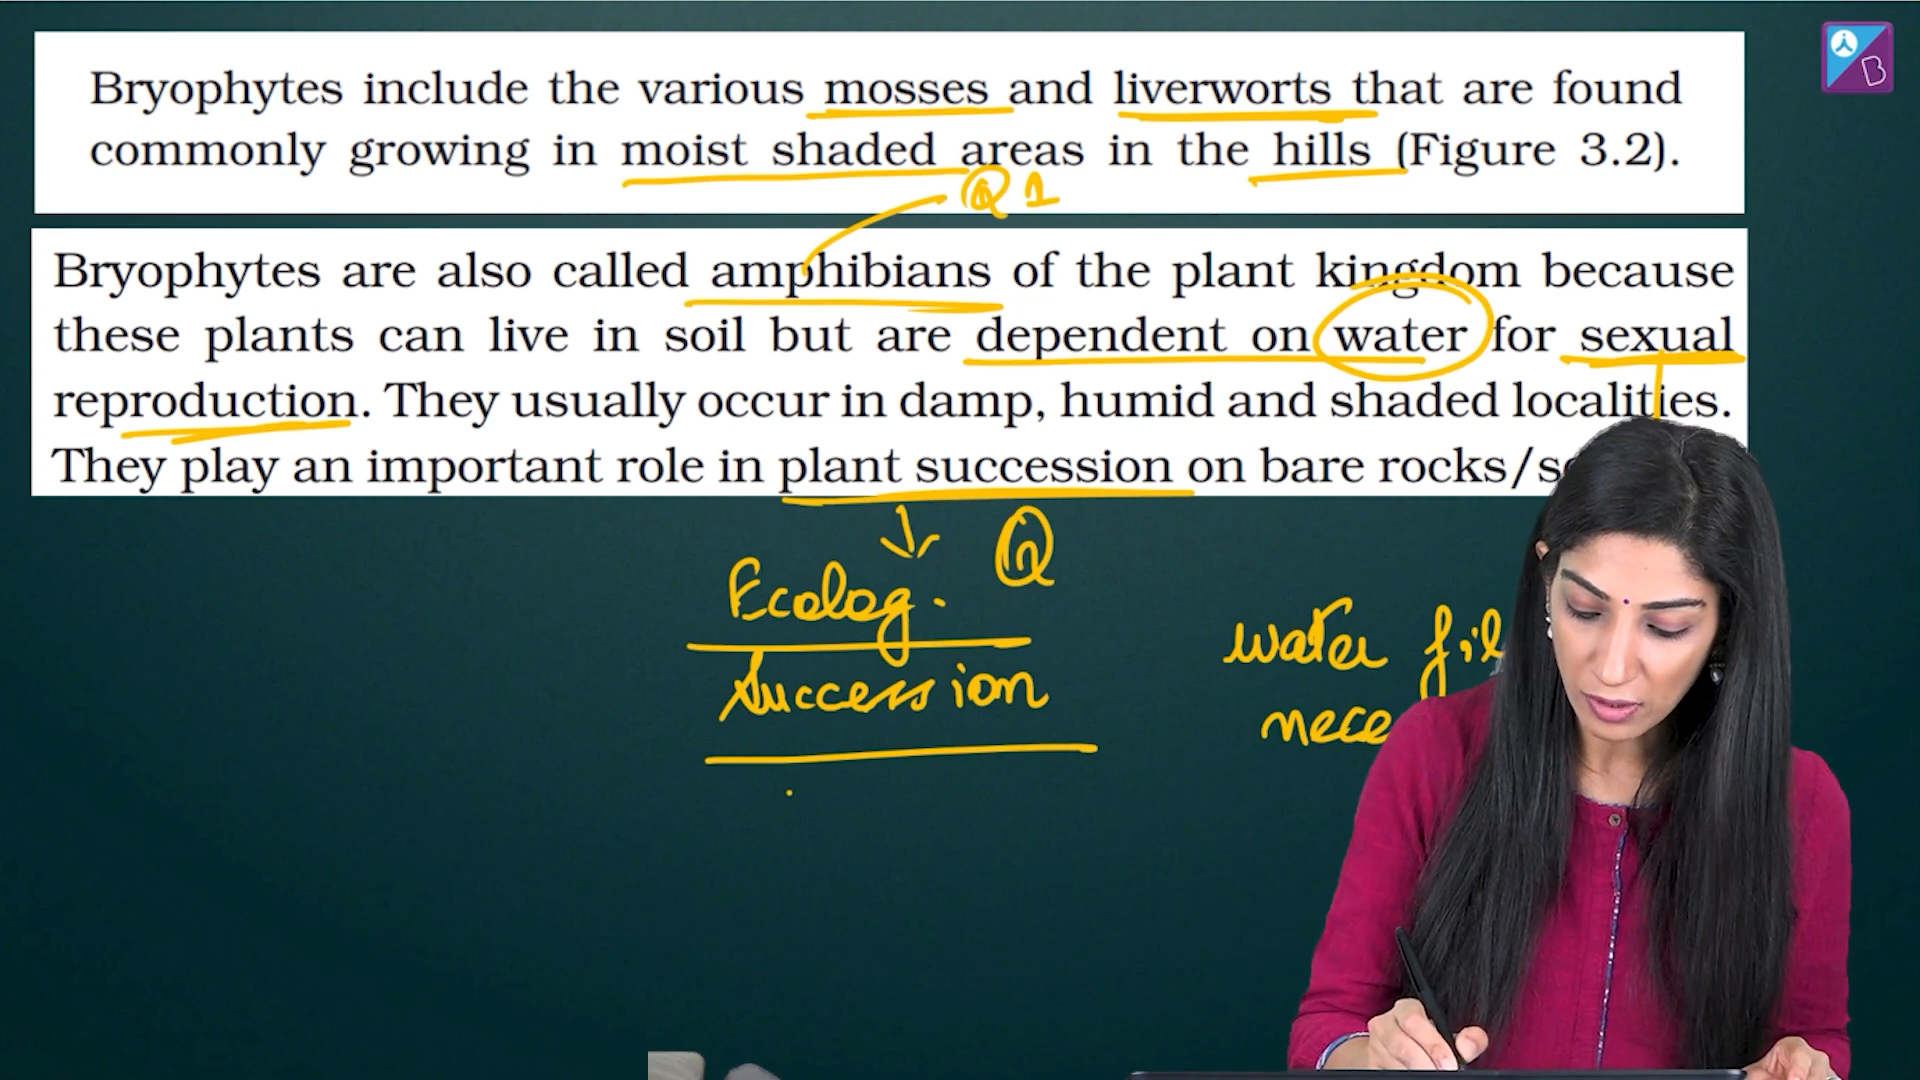 Bryophytes include the various mosses and liverworts that are found
commonly growing in moist shaded areas in the hills (Figure 3.2).
Q 1
Bryophytes are also called amphibians of the plant kingdom because
these plants can live in soil but are dependent on water for sexual
reproduction. They usually occur in damp, humid and shaded localities.
They play an important role in plant succession on bare rocks/s
Q
Ecolog.
Succession
water fil
nece
B